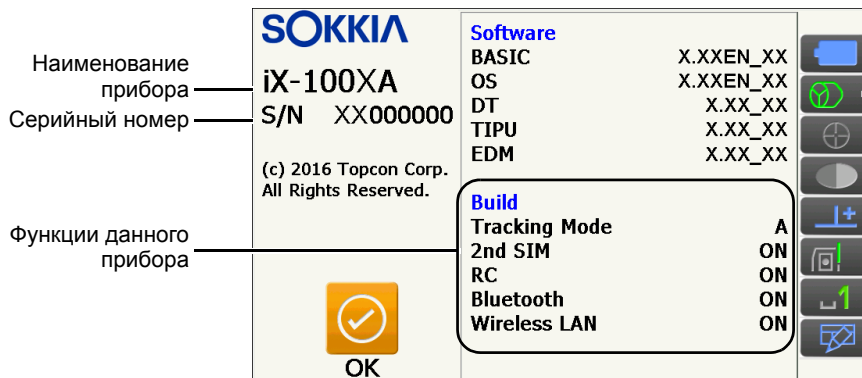 Наименование
прибора
Серийный номер
Функции данного
прибора
SOKKIA
iX-100XA
S/N XX000000
(c) 2016 Topcon Corp.
All Rights Reserved.
OK
Software
BASIC X.XXEN_XX
OS X.XXEN_XX
DT X.XX_XX
TIPU X.XX_XX
EDM X.XX_XX
Build
Tracking Mode A
2nd SIM ON
RC ON
Bluetooth ON
Wireless LAN ON
1